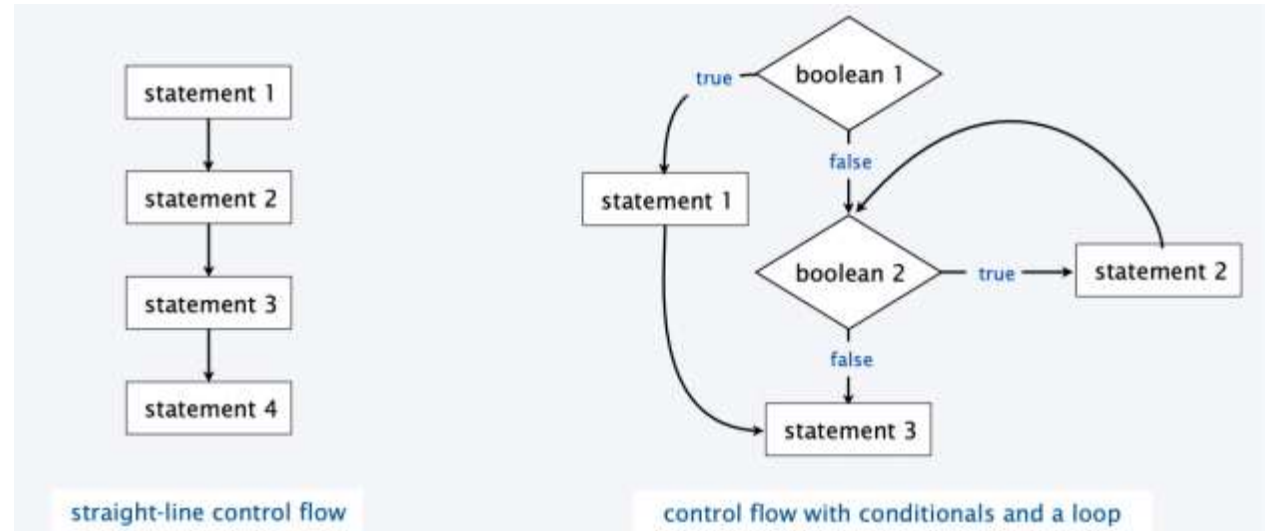 statement 1
statement 2
statement 3
statement 4
straight-line control flow
boolean 1
true
false
statement 1
boolean 2
true
statement 2
false
statement 3
control flow with conditionals and a loop